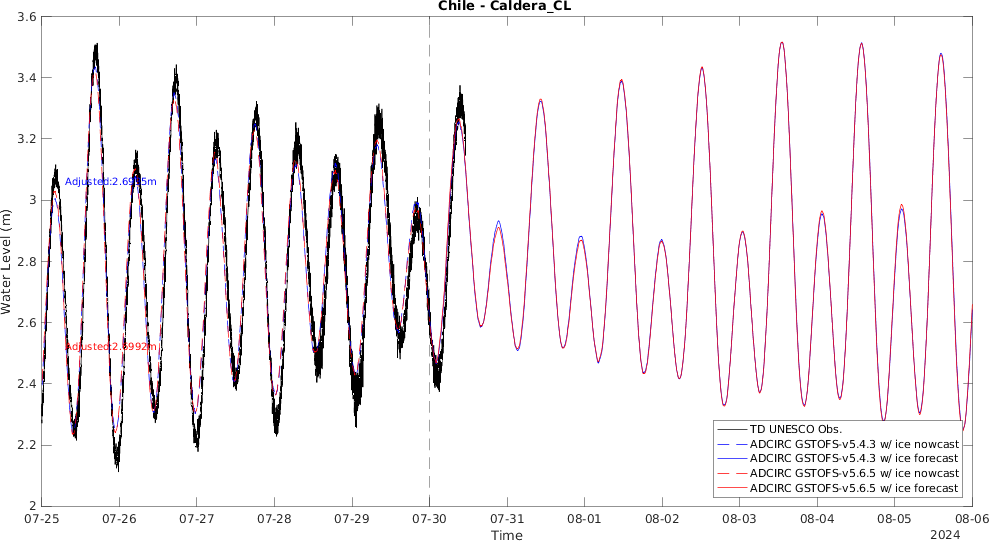 Chile - Caldera_CL
3.6
3.4
3.2
3
2.8
2.6
2.4
2.2
2
Water Level (m)
Adjusted:2.6955m
Adjusted:2.6992m
TD UNESCO Obs.
ADCIRC GSTOFS-v5.4.3 w/ ice nowcast
ADCIRC GSTOFS-v5.4.3 w/ ice forecast
ADCIRC GSTOFS-v5.6.5 w/ ice nowcast
ADCIRC GSTOFS-v5.6.5 w/ ice forecast
07-25 07-26 07-27 07-28 07-29 07-30 07-31 08-01 08-02 08-03 08-04 08-05 08-06
Time
2024